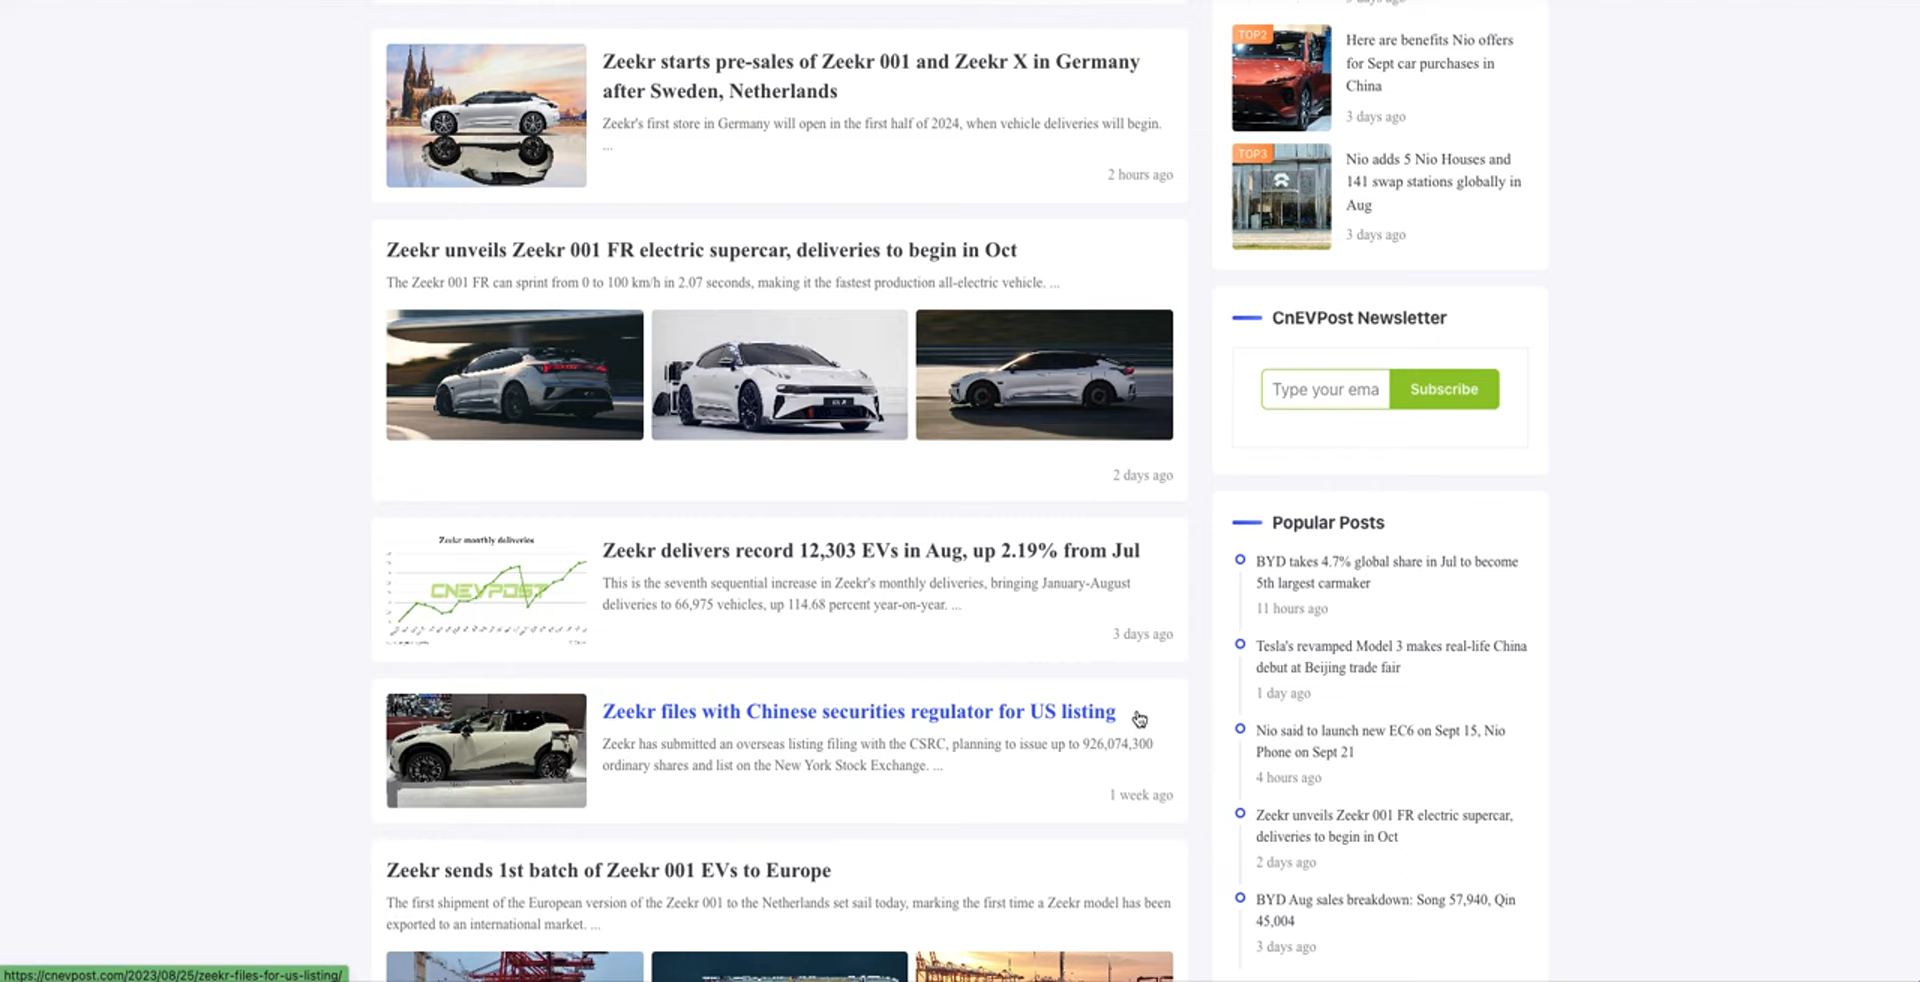 Zeekr starts pre-sales of Zeekr 001 and Zeekr X in Germany
after Sweden, Netherlands
Zeekr's first store in Germany will open in the first half of 2024, when vehicle deliveries will begin.
...
2 hours ago
Zeekr unveils Zeekr 001 FR electric supercar, deliveries to begin in Oct
The Zeekr 001 FR can sprint from 0 to 100 km/h in 2.07 seconds, making it the fastest production all-electric vehicle. ...
2 days ago
Zeekr monthly deliveries
CNEVPOST
Zeekr delivers record 12,303 EVs in Aug, up 2.19% from Jul
This is the seventh sequential increase in Zeekr's monthly deliveries, bringing January-August
deliveries to 66,975 vehicles, up 114.68 percent year-on-year. ...
3 days ago
Zeekr files with Chinese securities regulator for US listing
Zeekr has submitted an overseas listing filing with the CSRC, planning to issue up to 926,074,300
ordinary shares and list on the New York Stock Exchange. ...
1 week ago
Zeekr sends 1st batch of Zeekr 001 EVs to Europe
The first shipment of the European version of the Zeekr 001 to the Netherlands set sail today, marking the first time a Zeekr model has been
exported to an international market. ...
https://cnevpost.com/2023/08/25/zeekr-files-for-us-listing/
TOP2
Here are benefits Nio offers
for Sept car purchases in
China
3 days ago
TOP3
Nio adds 5 Nio Houses and
141 swap stations globally in
Aug
3 days ago
CnEVPost Newsletter
Type your ema
Subscribe
Popular Posts
BYD takes 4.7% global share in Jul to become
5th largest carmaker
11 hours ago
Tesla's revamped Model 3 makes real-life China
debut at Beijing trade fair
1 day ago
Nio said to launch new EC6 on Sept 15, Nio
Phone on Sept 21
4 hours ago
Zeekr unveils Zeekr 001 FR electric supercar,
deliveries to begin in Oct
2 days ago
BYD Aug sales breakdown: Song 57,940, Qin
45,004
3 days ago